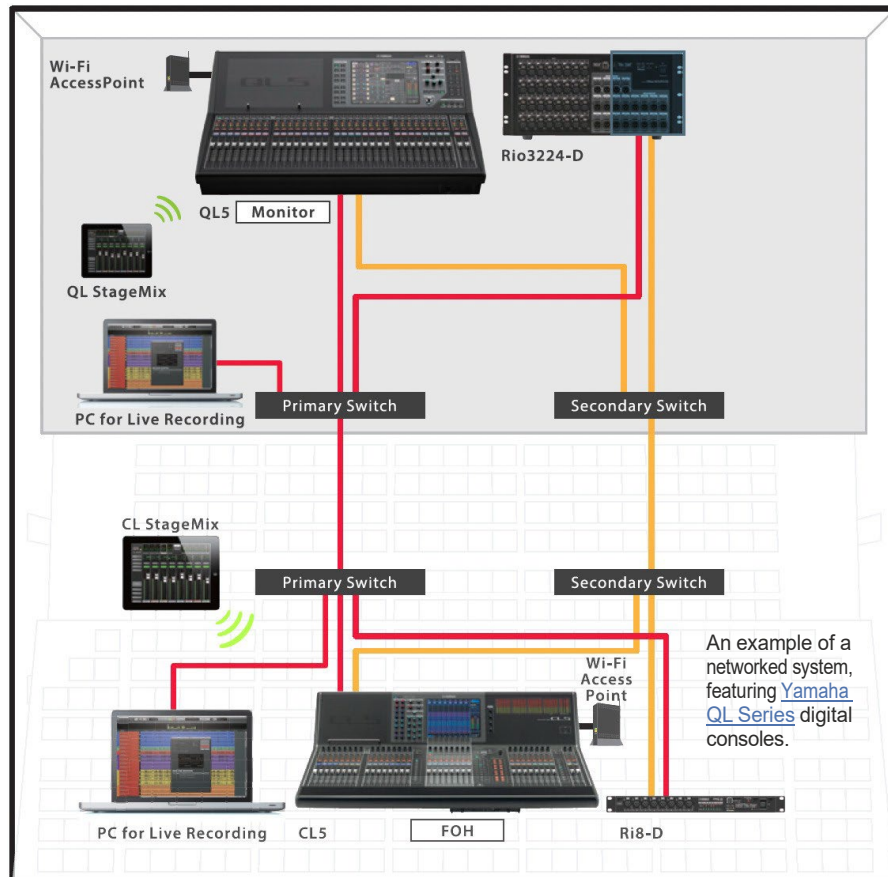 Wi-Fi
AccessPoint
QL5
Monitor
Rio3224-D
QL StageMix
PC for Live Recording
Primary Switch
Secondary Switch
CL StageMix
Primary Switch
Secondary Switch
Wi-Fi
Access
Point
An example of a
networked system,
featuring Yamaha
QL Series digital
consoles.
PC for Live Recording
CL5
FOH
Ri8-D